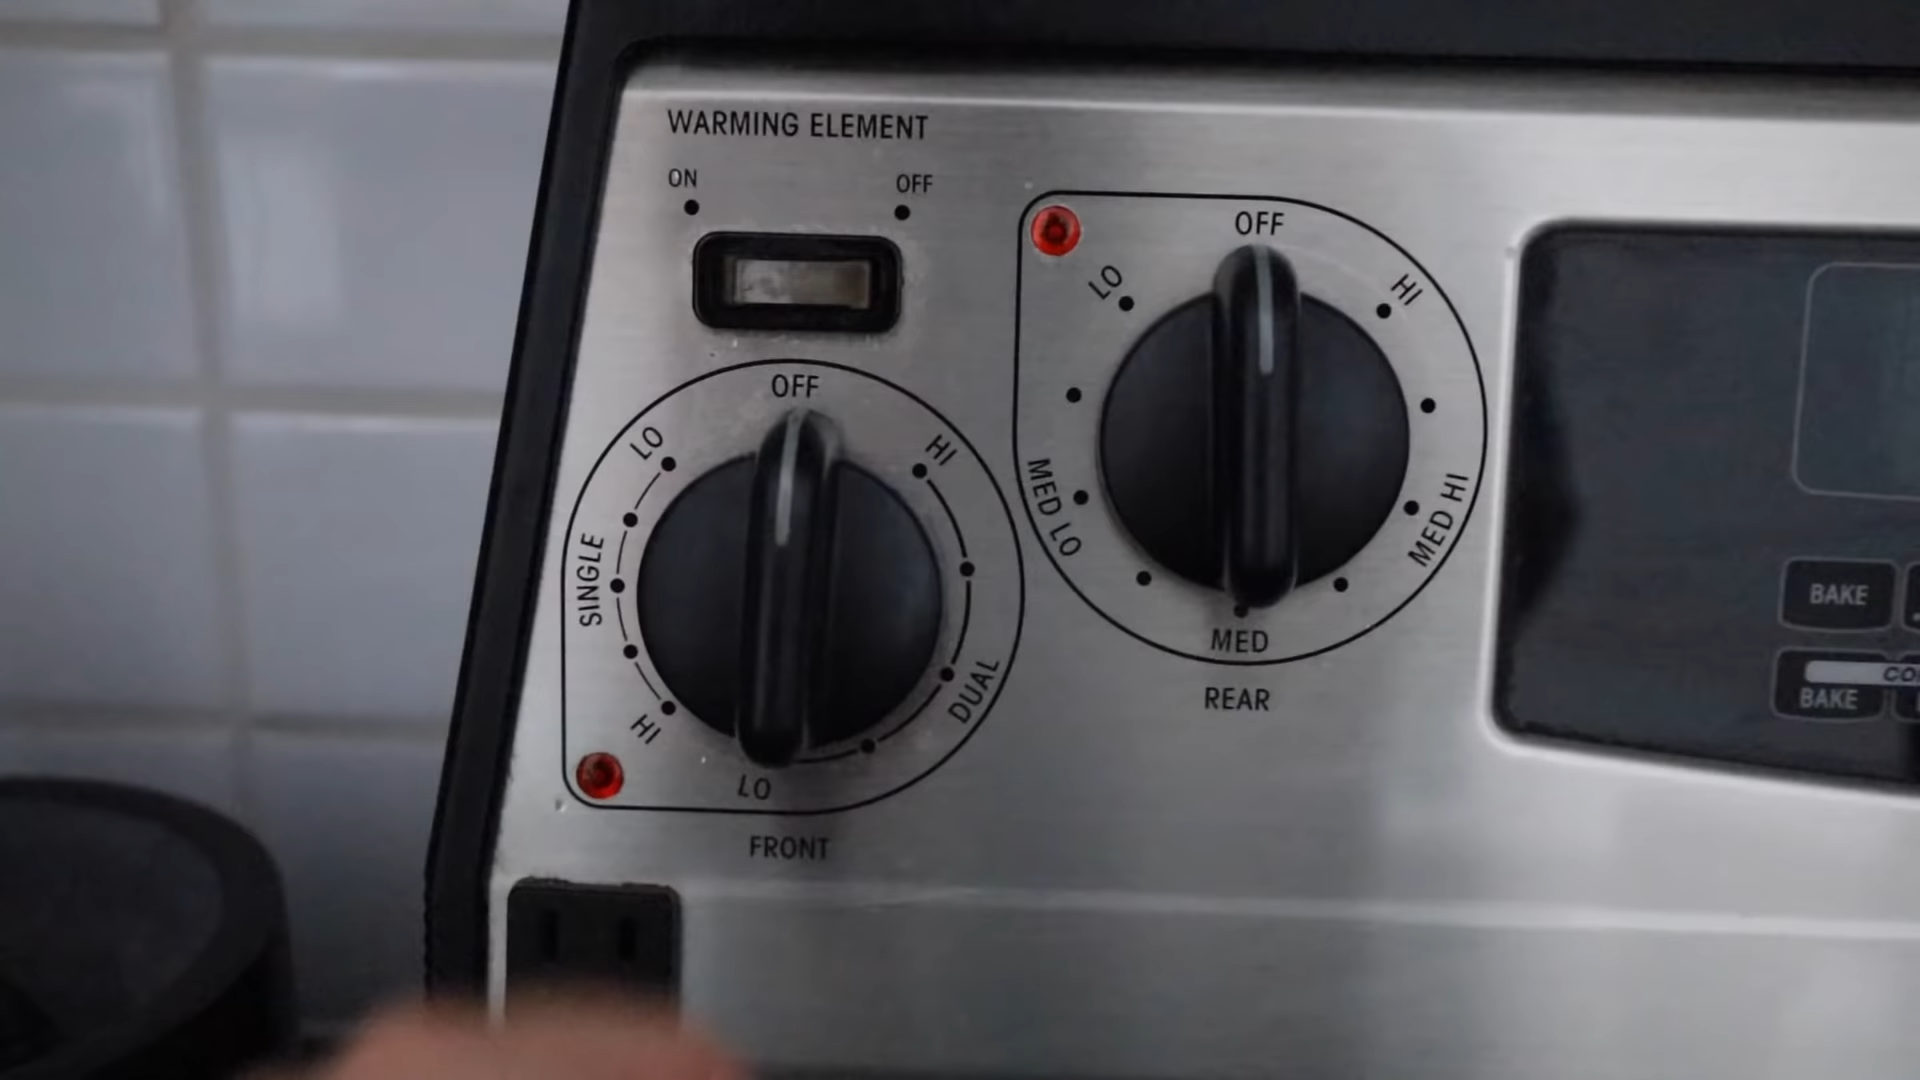 WARMING ELEMENT
ON
OFF
OFF
LO
HI
MED LO
MED HI
MED
REAR
OFF
LO
HI
SINGLE
DUAL
HI
LO
FRONT
BAKE
BAKE